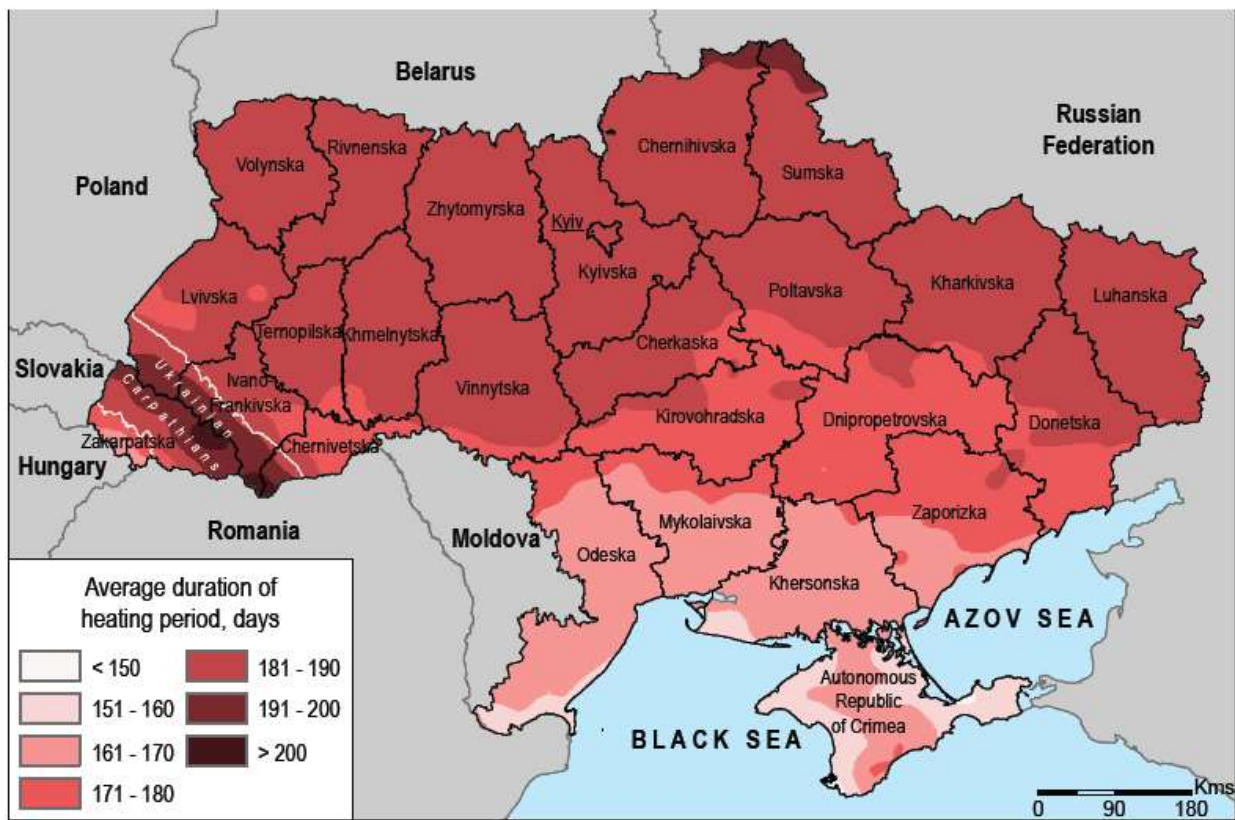 Belarus
Russian
Federation
Poland
Volynska
Rivnenska
Zhytomyrska
Kyiv
Kyivska
Chernihivska
Sumska
Lvivska
Ternopilska
Khmelnytska
Vinnytska
Cherkaska
Poltavska
Kharkivska
Luhanska
Slovakia
Ukrainian
Carpathians
Ivano-
Frankivska
Zakarpatska
Chernivetska
Kirovohradska
Dnipropetrovska
Donetska
Hungary
Romania
Moldova
Odeska
Mykolaivska
Zaporizka
Khersonska
AZOV SEA
Autonomous
Republic
of Crimea
BLACK SEA
Average duration of
heating period, days
< 150
151 - 160
161 - 170
171 - 180
181 - 190
191 - 200
> 200
Kms
0 90 180